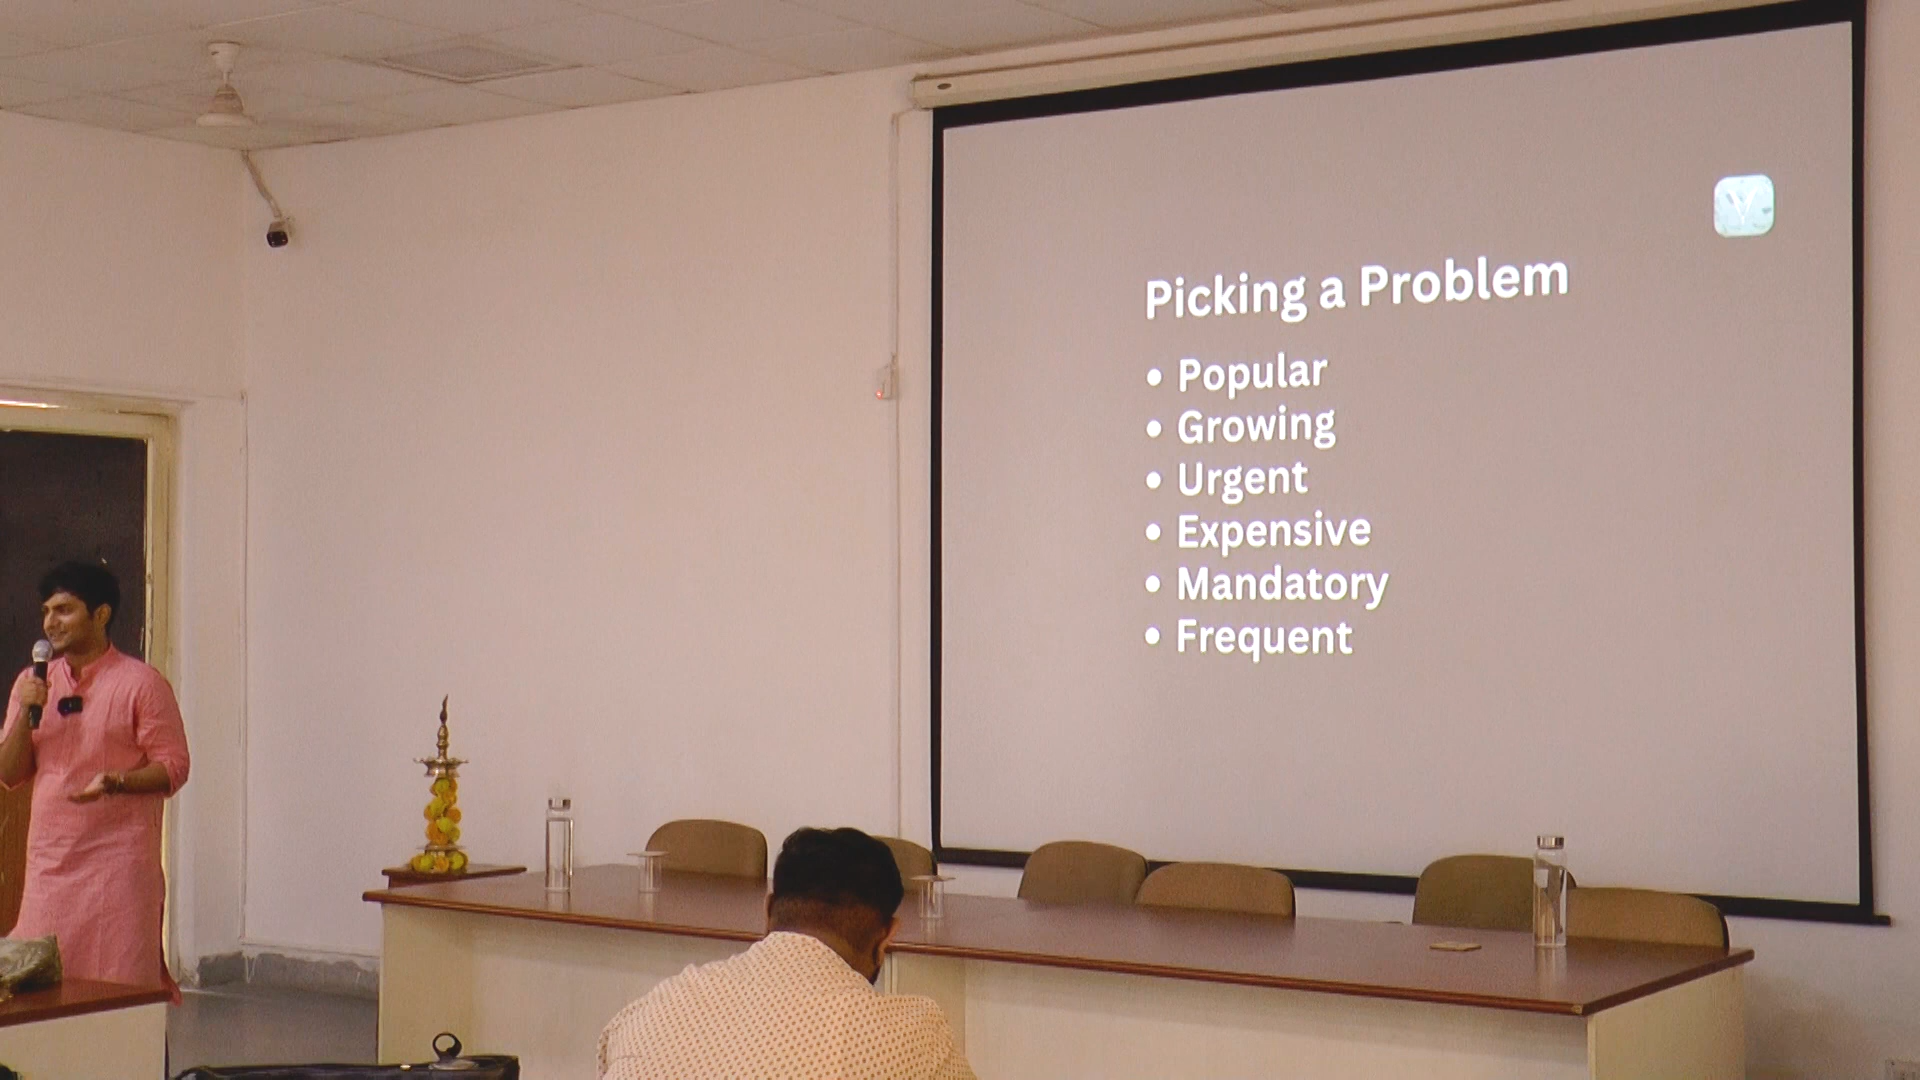 Picking a Problem
• Popular
• Growing
• Urgent
• Expensive
• Mandatory
• Frequent